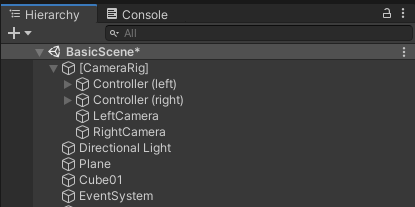 Hierarchy Console
All
BasicScene*
[CameraRig]
Controller (left)
Controller (right)
LeftCamera
RightCamera
Directional Light
Plane
Cube01
EventSystem